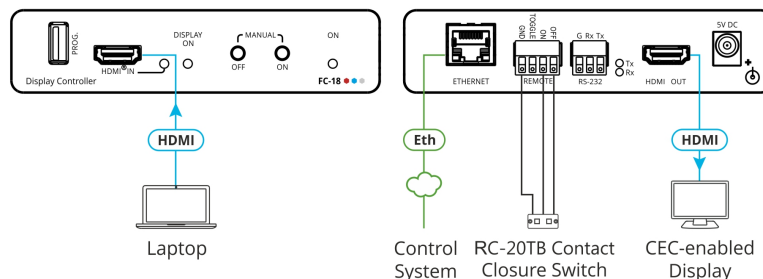 PROG.
HDMI® IN
DISPLAY
ON
MANUAL
OFF
ON
ON
Display Controller
FC-18
HDMI
Laptop
ETHERNET
GND
TOGGLE
ON
OFF
REMOTE
G Rx Tx
RS-232
Tx
Rx
HDMI OUT
5V DC
+
Eth
HDMI
Control
System
RC-20TB Contact
Closure Switch
CEC-enabled
Display